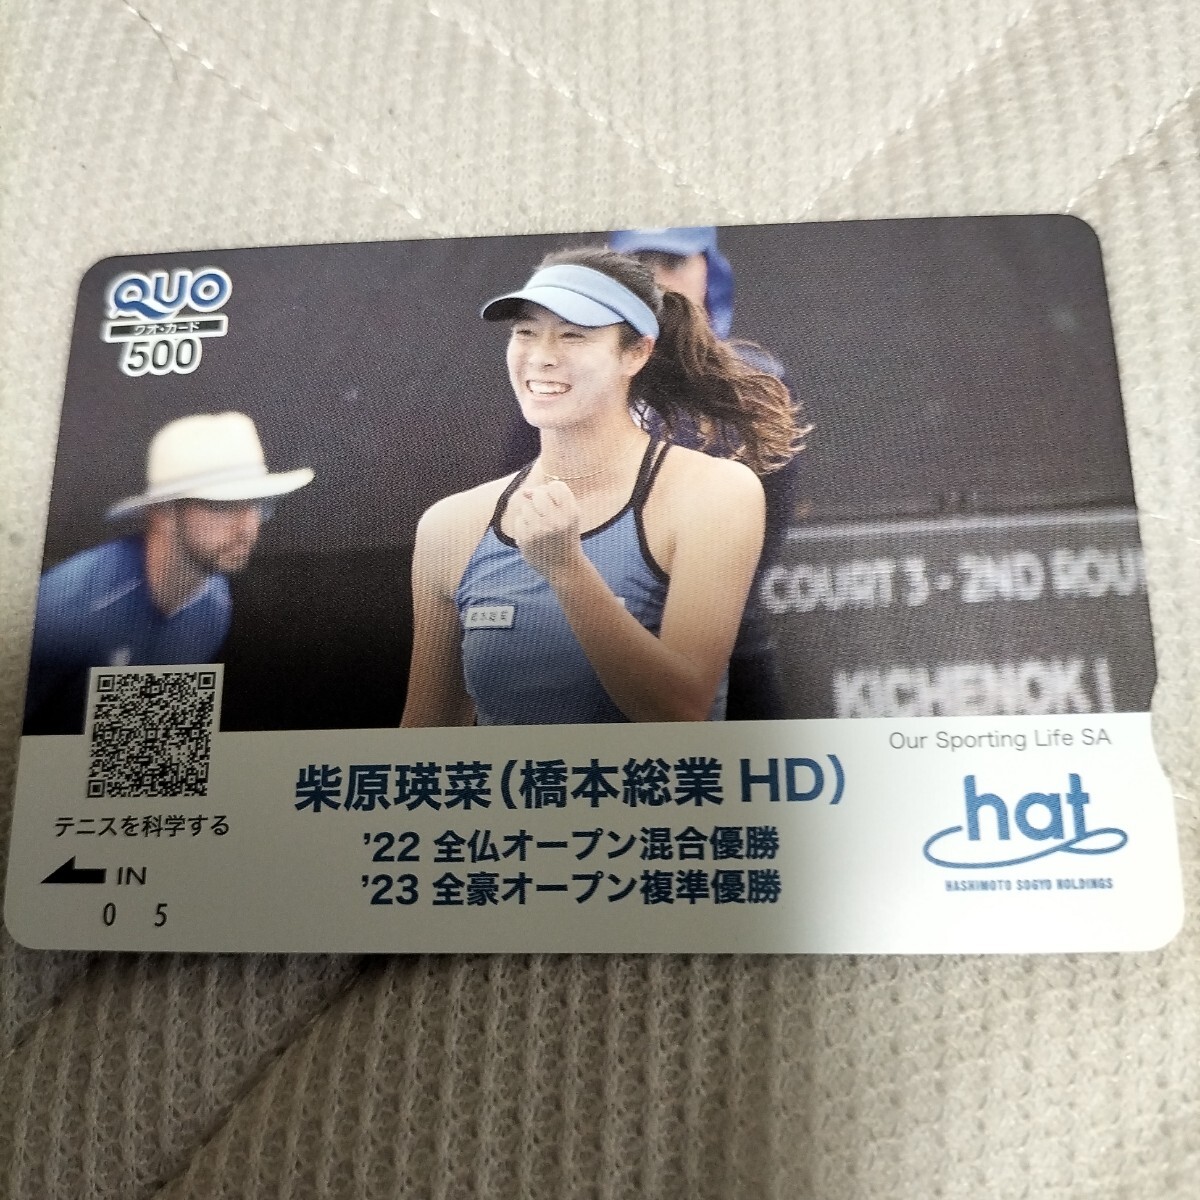 QUO
クオ・カード
500
COURT 3 - 2ND ROU
KICHENOK
Our Sporting Life SA
柴原瑛菜(橋本総業 HD)
hat
'22 全仏オープン混合優勝
'23 全豪オープン複準優勝
HASHIMOTO SOGYO HOLDINGS
テニスを科学する
IN
0 5